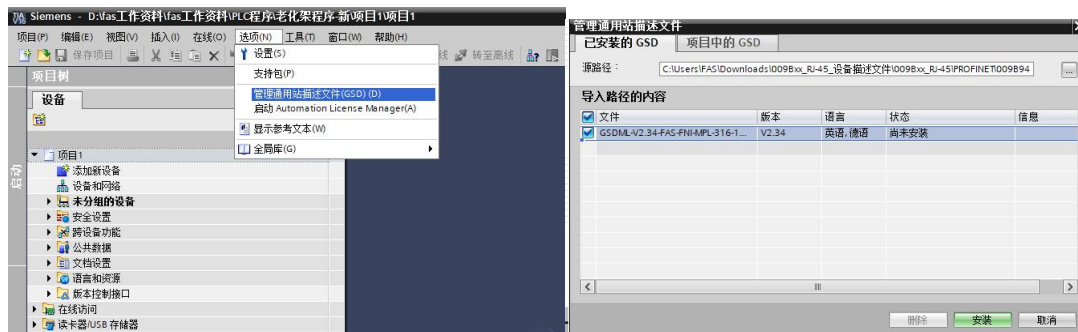 Siemens - D:\fas工作资料\fas工作资料\PLC程序\老化架程序-新\项目1\项目1
项目(P) 编辑(E) 视图(V) 插入(I) 在线(O) 选项(N) 工具(T) 窗口(W) 帮助(H)
保存项目
转至离线
设置(S)
支持包(P)
管理通用站描述文件(GSD) (D)
启动 Automation License Manager(A)
显示参考文本(W)
全局库(G)
项目树
设备
启动
项目1
添加新设备
设备和网络
未分组的设备
安全设置
跨设备功能
公共数据
文档设置
语言和资源
版本控制接口
在线访问
读卡器/USB 存储器
管理通用站描述文件
已安装的 GSD 项目中的 GSD
源路径： C:\Users\FAS\Downloads\009Bxx_RJ-45_设备描述文件\009Bxx_RJ-45\PROFINET\009B94 ...
导入路径的内容
文件 版本 语言 状态 信息
GSDML-V2.34-FAS-FNI-MPL-316-1... V2.34 英语, 德语 尚未安装
删除 安装 取消